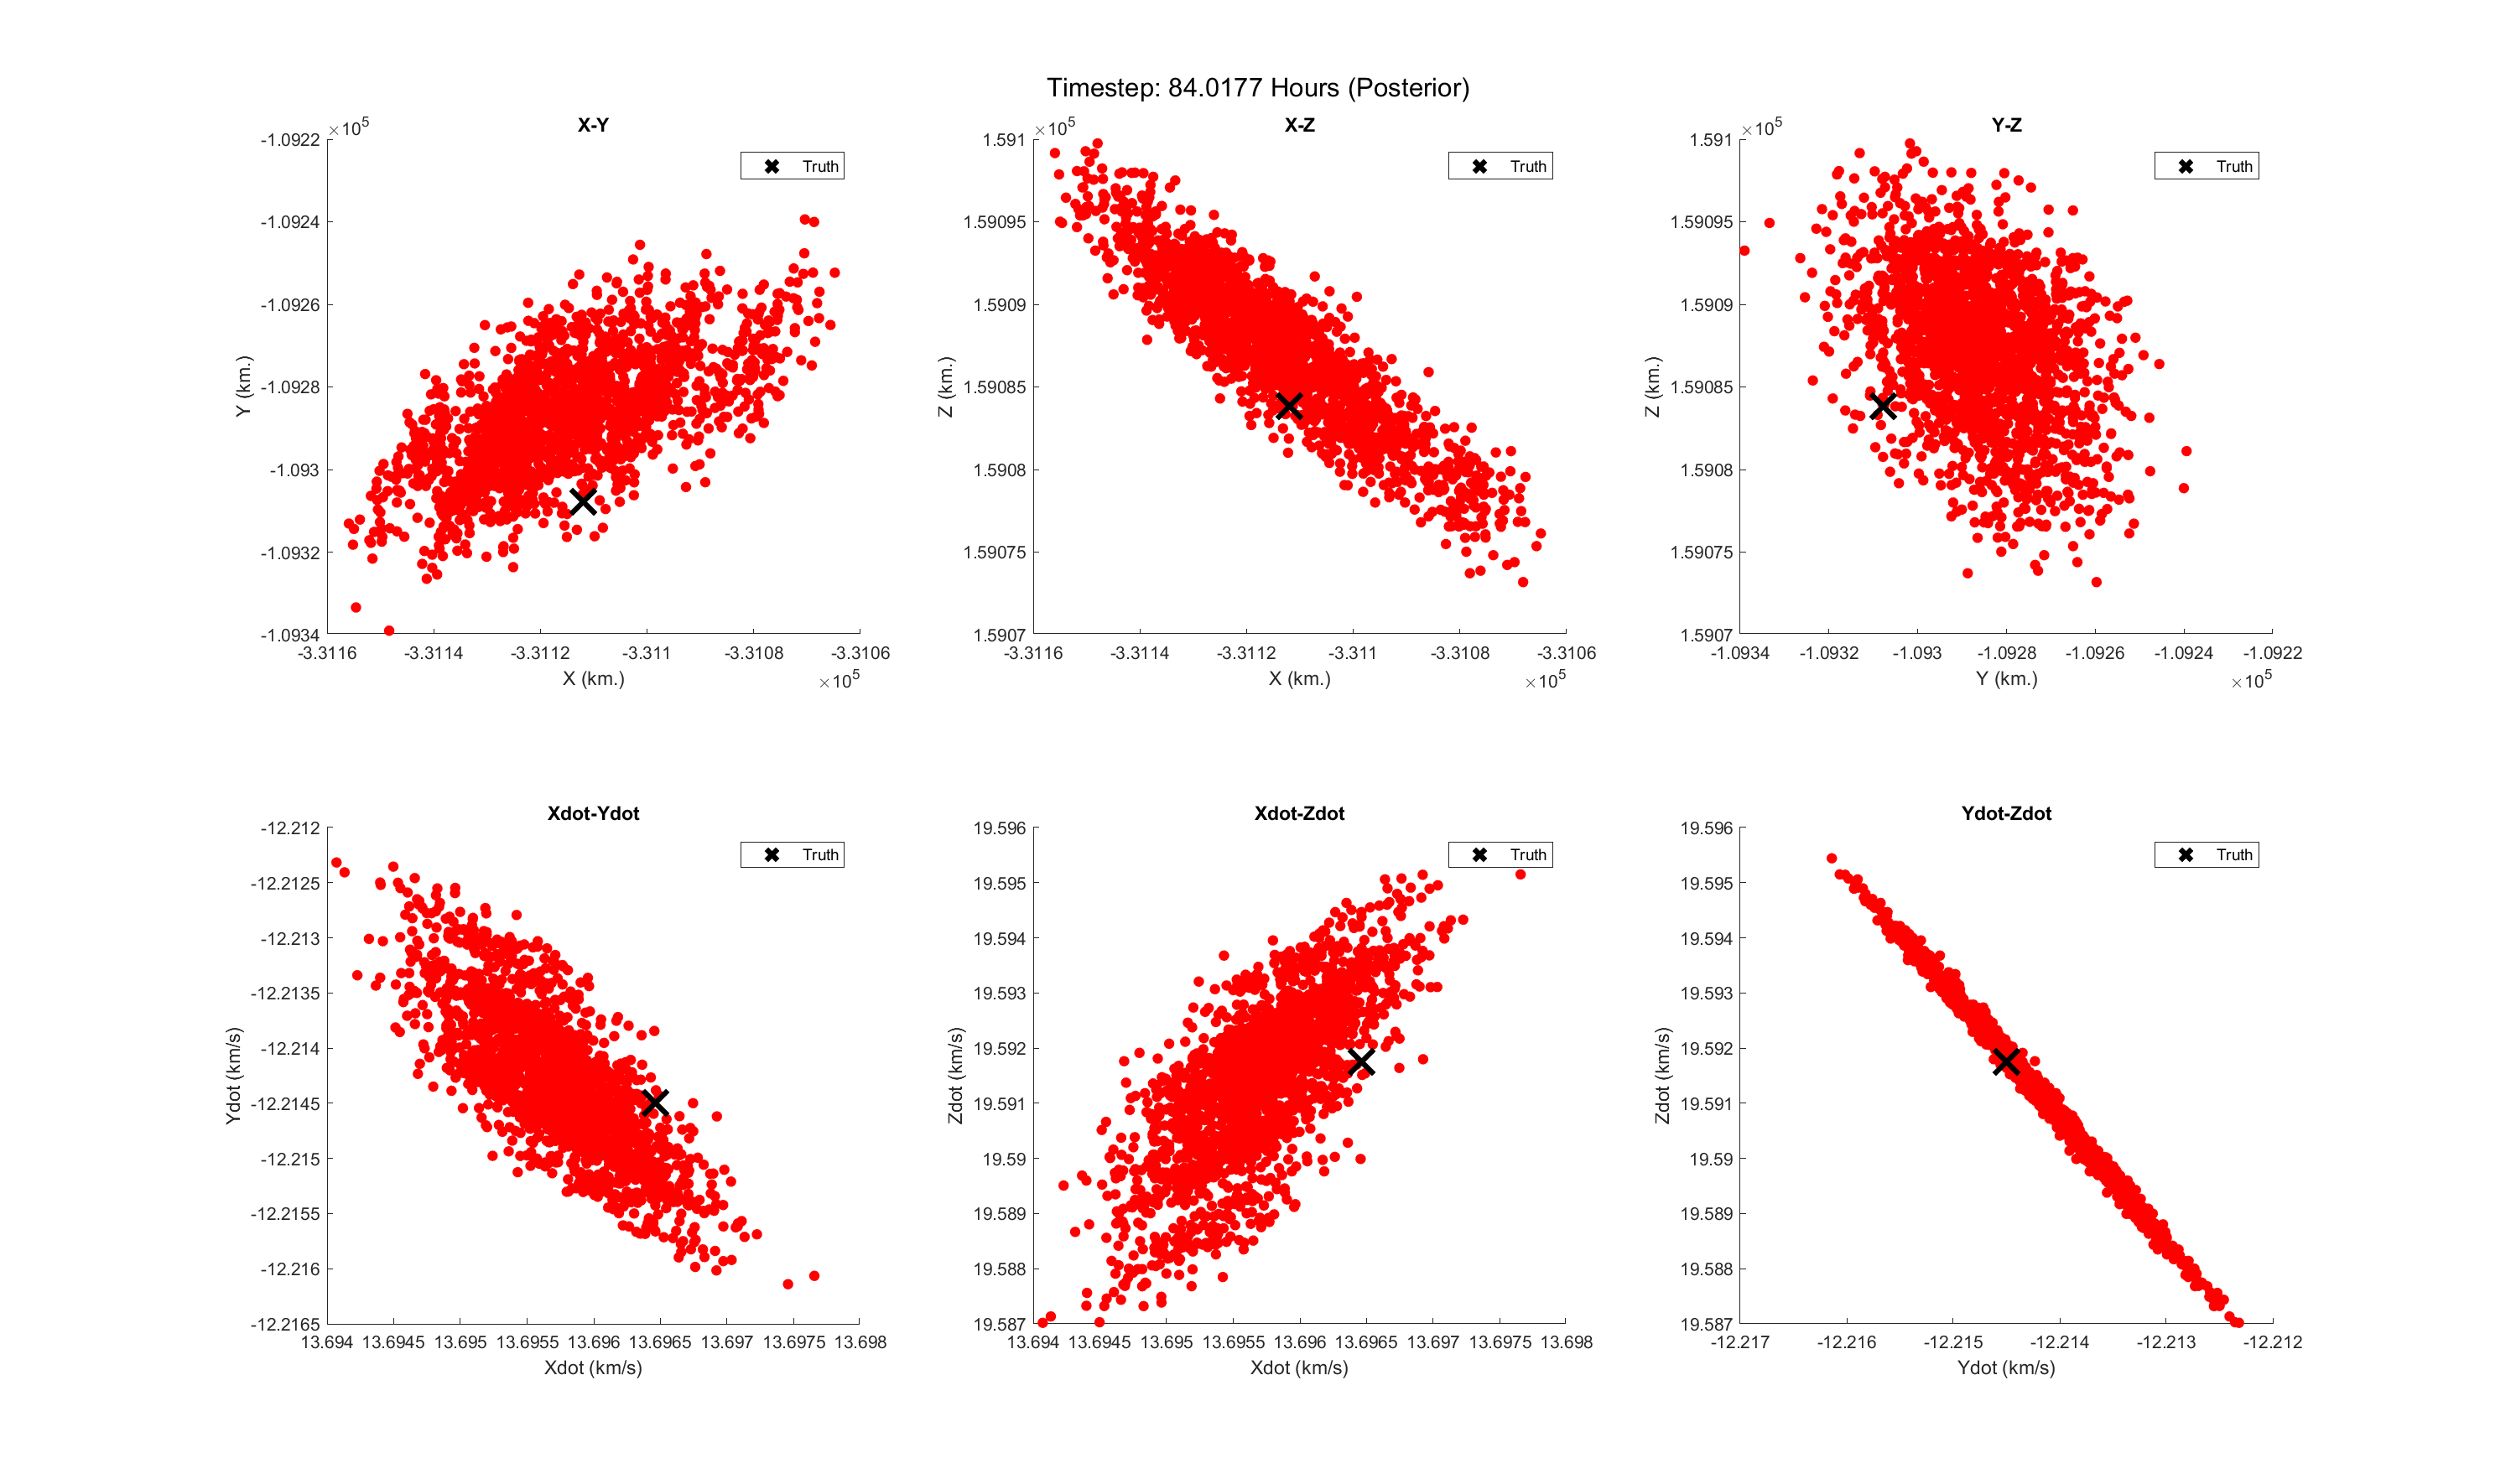 Timestep: 84.0177 Hours (Posterior)
X-Y
×10^5
-1.0922
-1.0924
-1.0926
-1.0928
-1.093
-1.0932
-1.0934
Y (km.)
Truth
-3.3116 -3.3114 -3.3112 -3.311 -3.3108 -3.3106
X (km.)
×10^5
X-Z
×10^5
1.591
1.59095
1.5909
1.59085
1.5908
1.59075
1.5907
Z (km.)
Truth
-3.3116 -3.3114 -3.3112 -3.311 -3.3108 -3.3106
X (km.)
×10^5
Y-Z
×10^5
1.591
1.59095
1.5909
1.59085
1.5908
1.59075
1.5907
Z (km.)
Truth
-1.0934 -1.0932 -1.093 -1.0928 -1.0926 -1.0924 -1.0922
Y (km.)
×10^5
Xdot-Ydot
-12.212
-12.2125
-12.213
-12.2135
-12.214
-12.2145
-12.215
-12.2155
-12.216
-12.2165
Ydot (km/s)
Truth
13.694 13.6945 13.695 13.6955 13.696 13.6965 13.697 13.6975 13.698
Xdot (km/s)
Xdot-Zdot
19.596
19.595
19.594
19.593
19.592
19.591
19.59
19.589
19.588
19.587
Zdot (km/s)
Truth
13.694 13.6945 13.695 13.6955 13.696 13.6965 13.697 13.6975 13.698
Xdot (km/s)
Ydot-Zdot
19.596
19.595
19.594
19.593
19.592
19.591
19.59
19.589
19.588
19.587
Zdot (km/s)
Truth
-12.217 -12.216 -12.215 -12.214 -12.213 -12.212
Ydot (km/s)